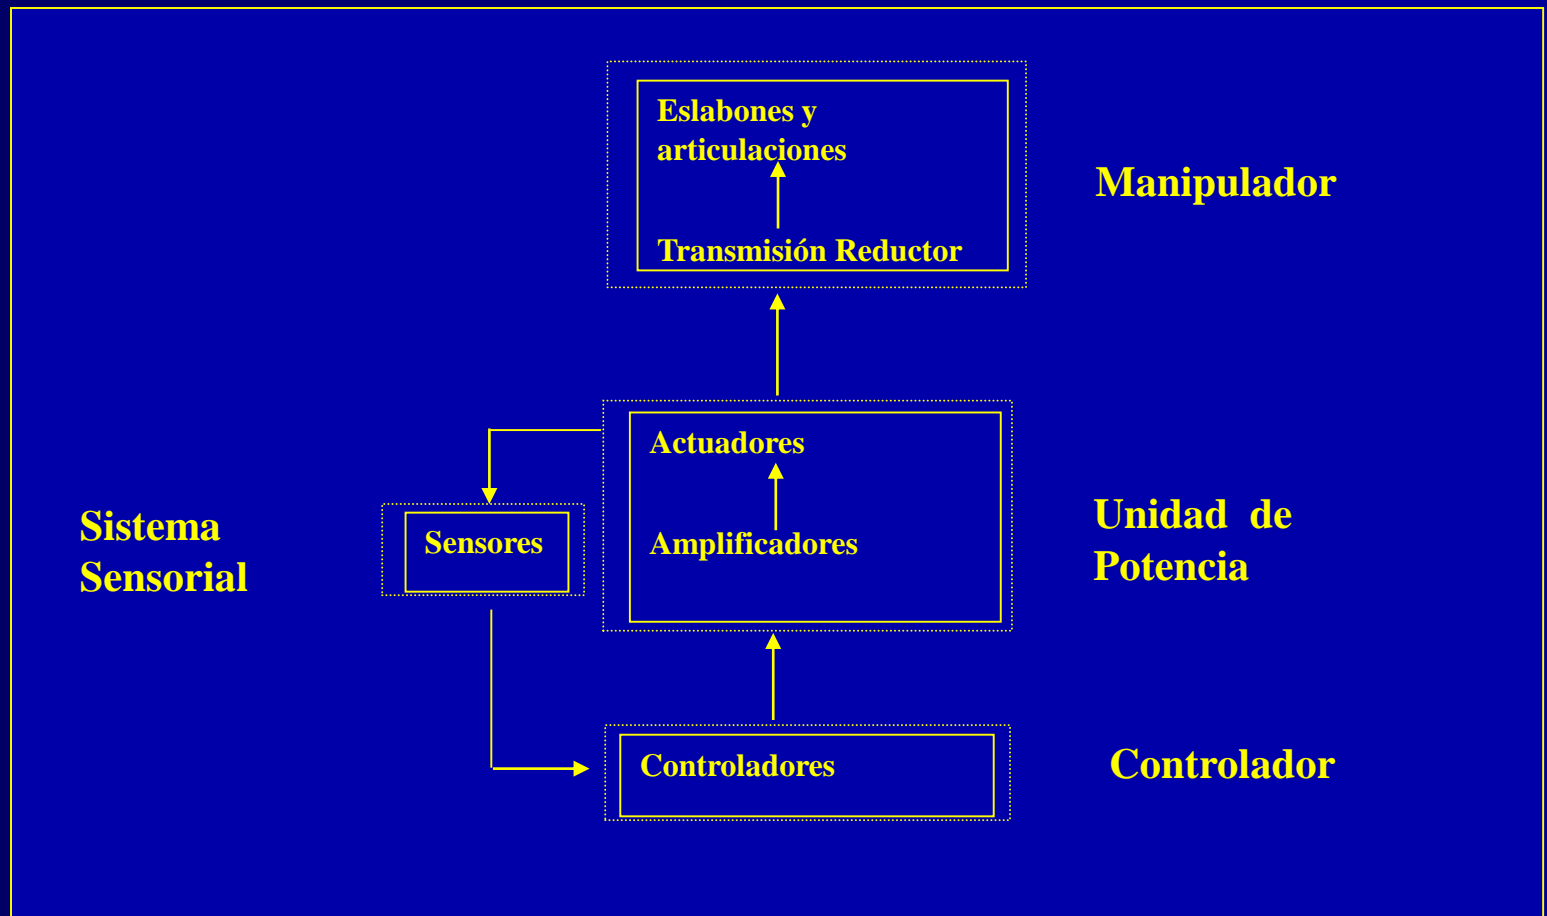 Eslabones y
articulaciones
Transmisión Reductor
Manipulador
Actuadores
Amplificadores
Sensores
Sistema
Sensorial
Unidad de
Potencia
Controladores
Controlador